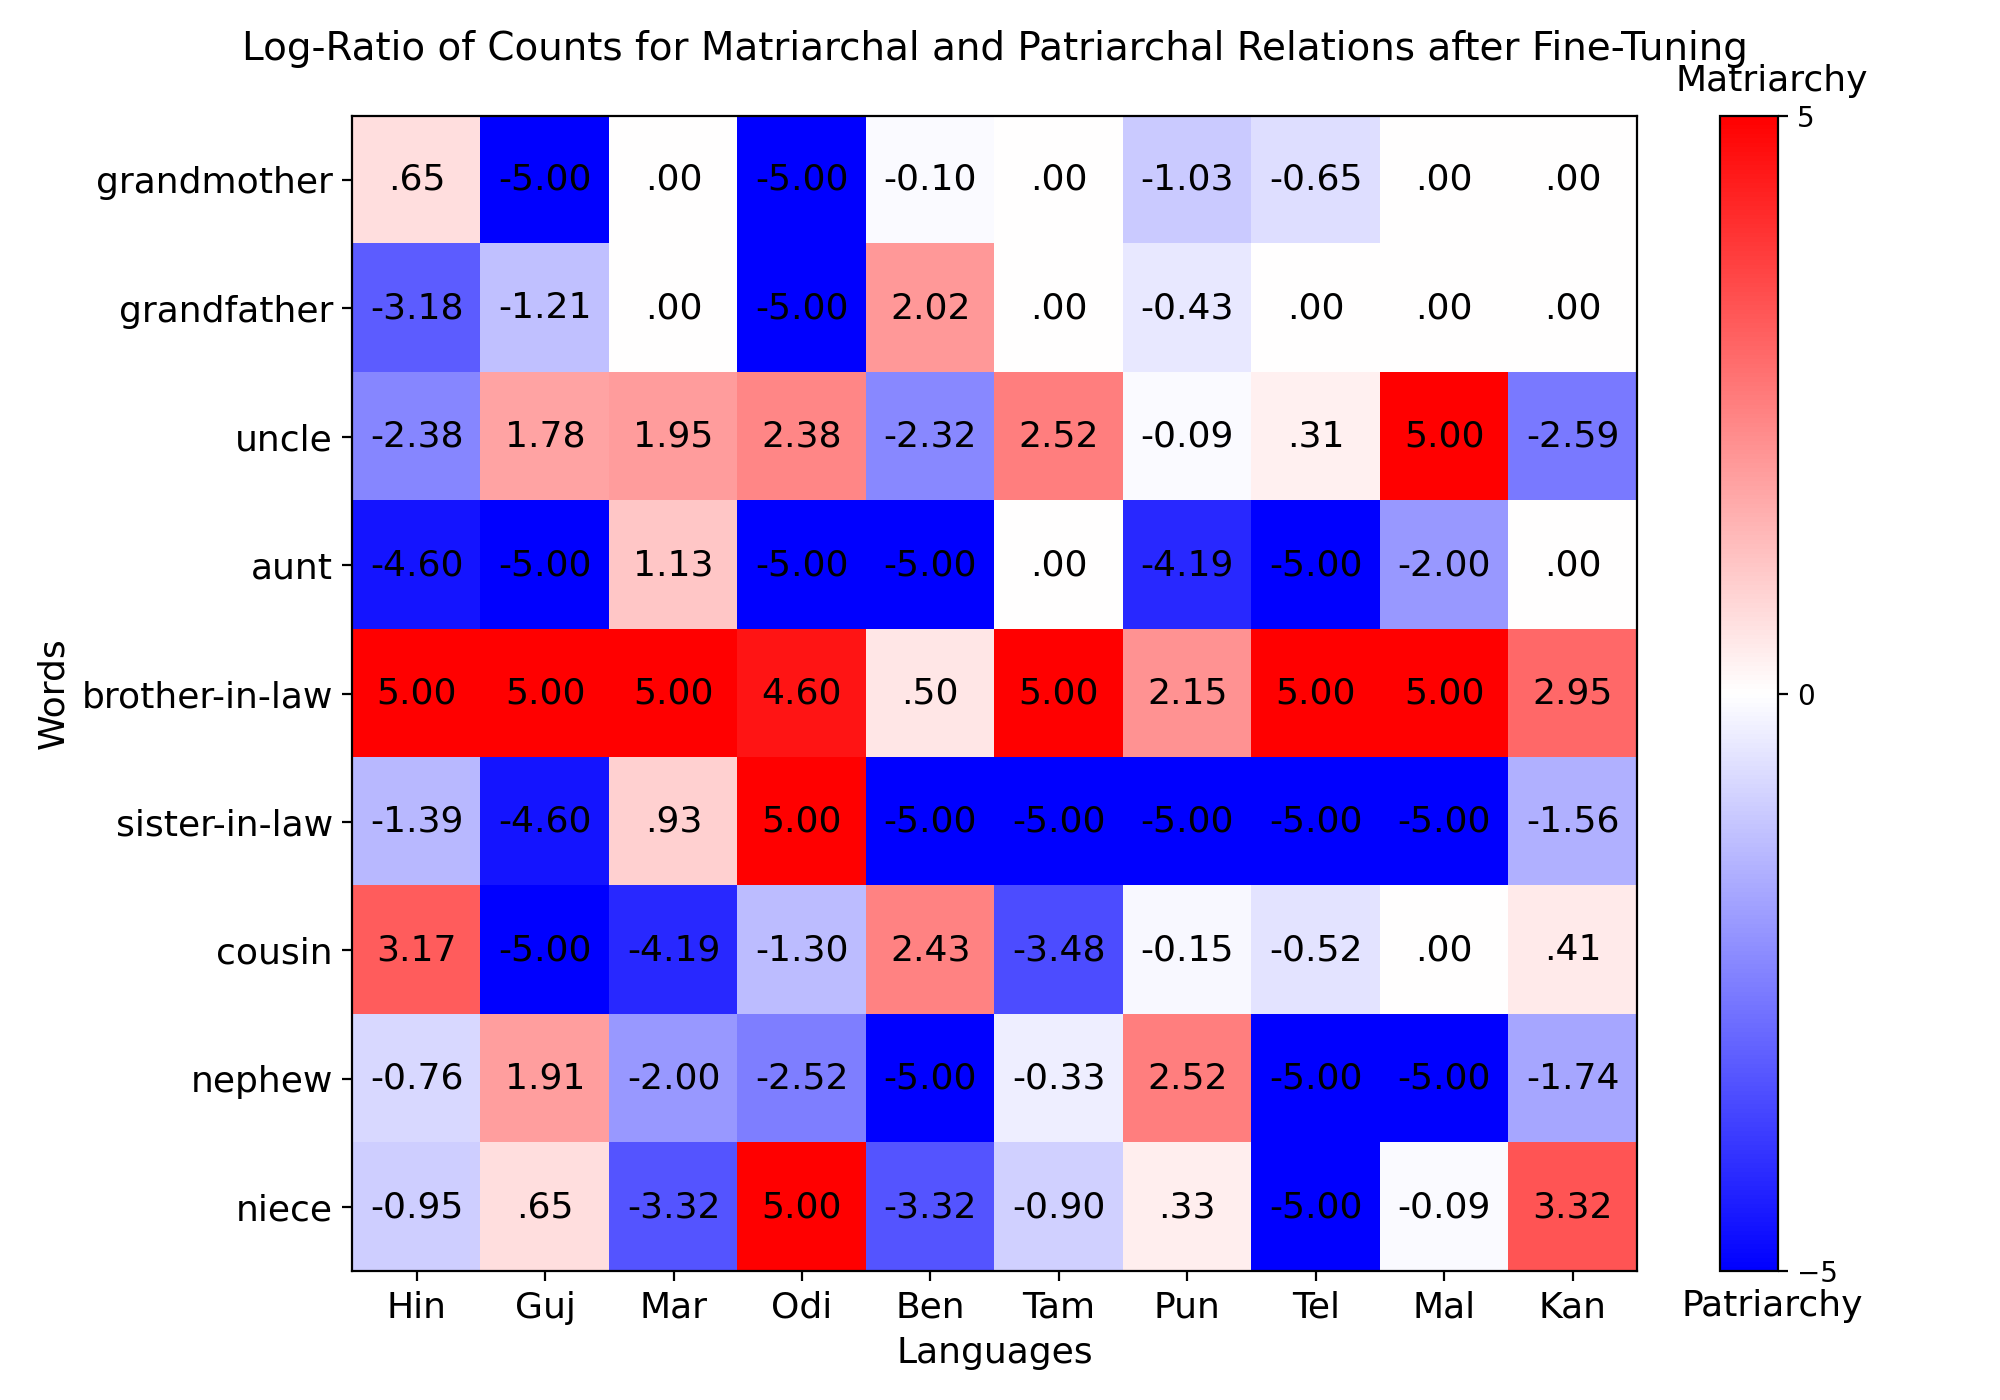 Log-Ratio of Counts for Matriarchal and Patriarchal Relations after Fine-Tuning
Matriarchy
5
grandmother .65 -5.00 .00 -5.00 -0.10 .00 -1.03 -0.65 .00 .00
grandfather -3.18 -1.21 .00 -5.00 2.02 .00 -0.43 .00 .00 .00
uncle -2.38 1.78 1.95 2.38 -2.32 2.52 -0.09 .31 5.00 -2.59
aunt -4.60 -5.00 1.13 -5.00 -5.00 .00 -4.19 -5.00 -2.00 .00
Words
brother-in-law 5.00 5.00 5.00 4.60 .50 5.00 2.15 5.00 5.00 2.95
0
sister-in-law -1.39 -4.60 .93 5.00 -5.00 -5.00 -5.00 -5.00 -5.00 -1.56
cousin 3.17 -5.00 -4.19 -1.30 2.43 -3.48 -0.15 -0.52 .00 .41
nephew -0.76 1.91 -2.00 -2.52 -5.00 -0.33 2.52 -5.00 -5.00 -1.74
niece -0.95 .65 -3.32 5.00 -3.32 -0.90 .33 -5.00 -0.09 3.32
−5
Hin Guj Mar Odi Ben Tam Pun Tel Mal Kan
Patriarchy
Languages